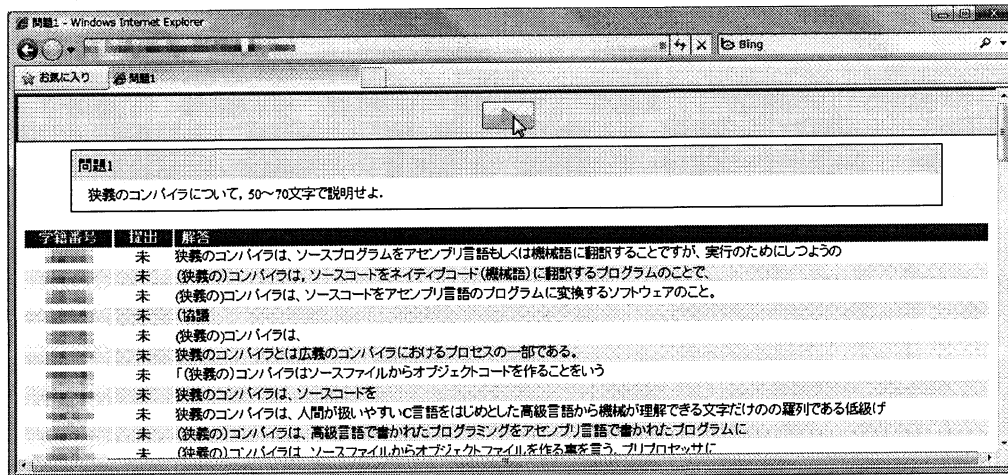 問題1 - Windows Internet Explorer
Bing
お気に入り 問題1
問題1
狭義のコンパイラについて，50～70文字で説明せよ．
学籍番号 提出 解答
未 狭義のコンパイラは、ソースプログラムをアセンブリ言語もしくは機械語に翻訳することですが、実行のためにしつようの
未 (狭義の)コンパイラは，ソースコードをネイティブコード(機械語)に翻訳するプログラムのことで、
未 (狭義の)コンパイラは、ソースコードをアセンブリ言語のプログラムに変換するソフトウェアのこと。
未 (協議
未 (狭義の)コンパイラは、
未 狭義のコンパイラとは広義のコンパイラにおけるプロセスの一部である。
未 「(狭義の)コンパイラはソースファイルからオブジェクトコードを作ることをいう
未 狭義のコンパイラは、ソースコードを
未 狭義のコンパイラは、人間が扱いやすいC言語をはじめとした高級言語から機械が理解できる文字だけのの羅列である低級げ
未 (狭義の)コンパイラは、高級言語で書かれたプログラミングをアセンブリ言語で書かれたプログラムに
未 (狭義の)コンパイラは、ソースファイルからオブジェクトファイルを作る事を言う、プリプロセッサに